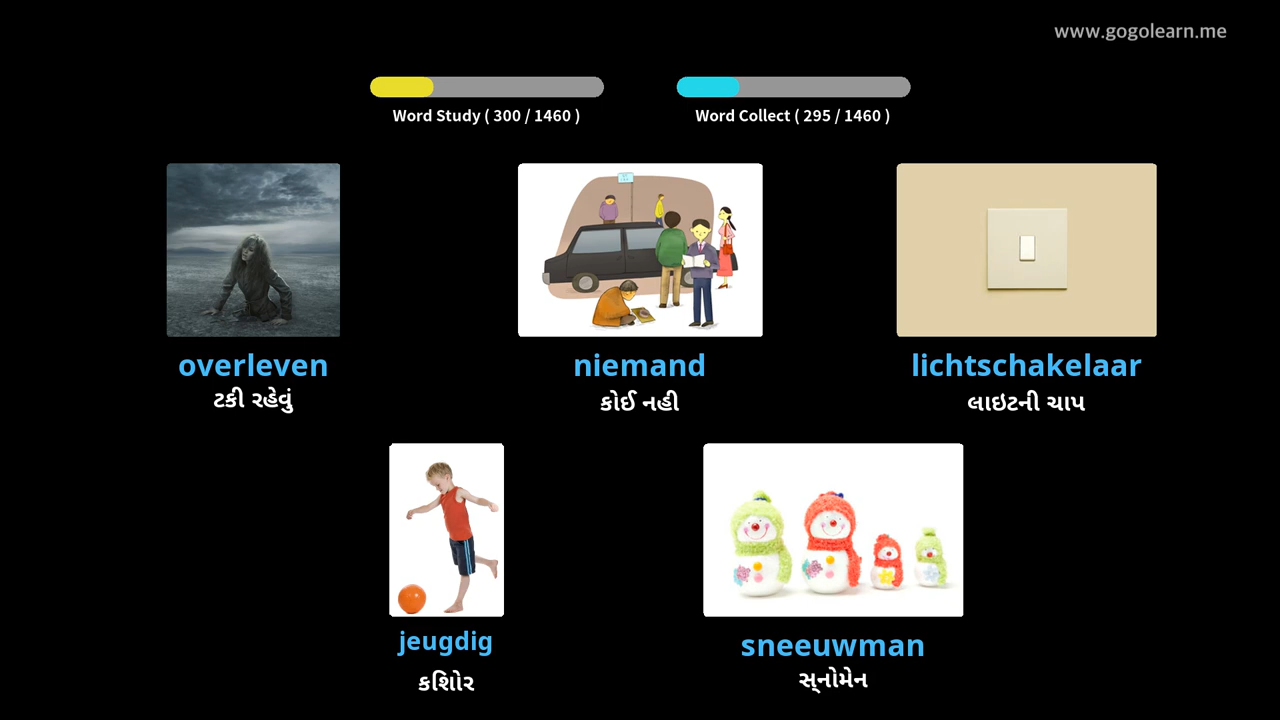 www.gogolearn.me
Word Study ( 300 / 1460 )
Word Collect ( 295 / 1460 )
overleven
ટકી રહેવું
niemand
કોઈ નહી
lichtschakelaar
લાઇટની ચાપ
jeugdig
કિશોર
sneeuwman
સ્નોમેન